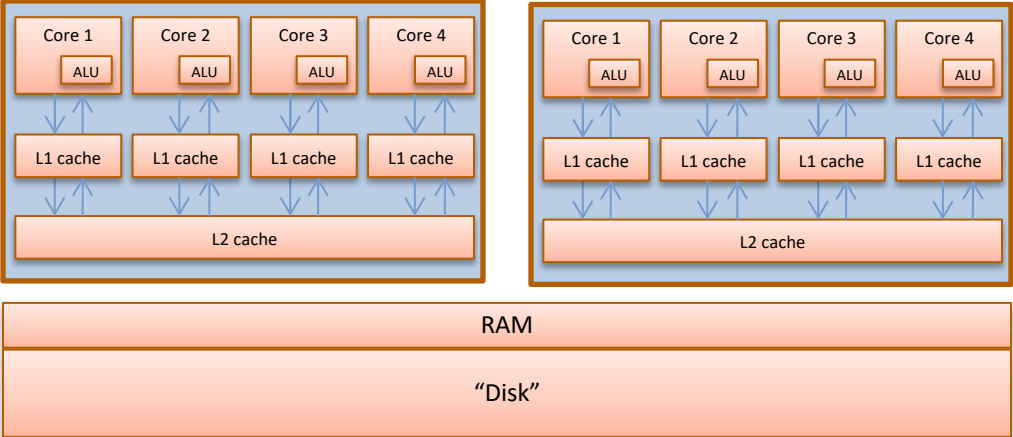 Core 1 Core 2 Core 3 Core 4
ALU ALU ALU ALU
L1 cache L1 cache L1 cache L1 cache
L2 cache
Core 1 Core 2 Core 3 Core 4
ALU ALU ALU ALU
L1 cache L1 cache L1 cache L1 cache
L2 cache
RAM
“Disk”